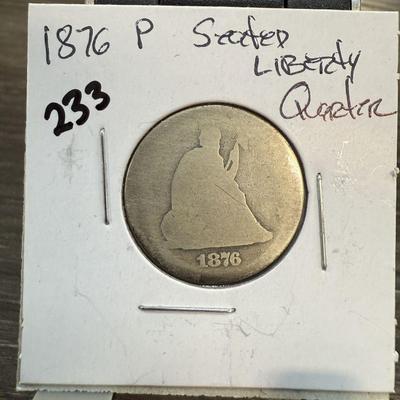 1876 P Seated
LIBERTY
Quarter
233
1876